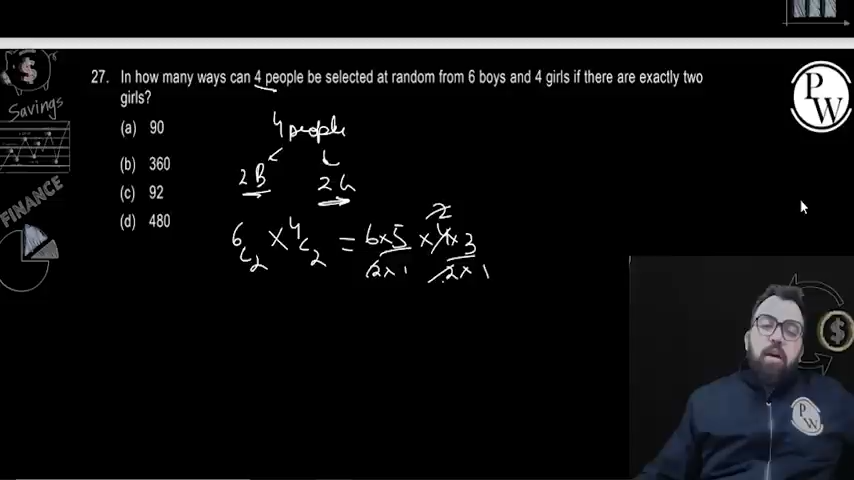 27. In how many ways can 4 people be selected at random from 6 boys and 4 girls if there are exactly two
girls?
(a) 90
(b) 360
(c) 92
(d) 480
4 people
2B 2G
6C2 × 4C2 = 6×5/2×1 × 4×3/2×1
2
Savings
FINANCE
$
PW
$
PW